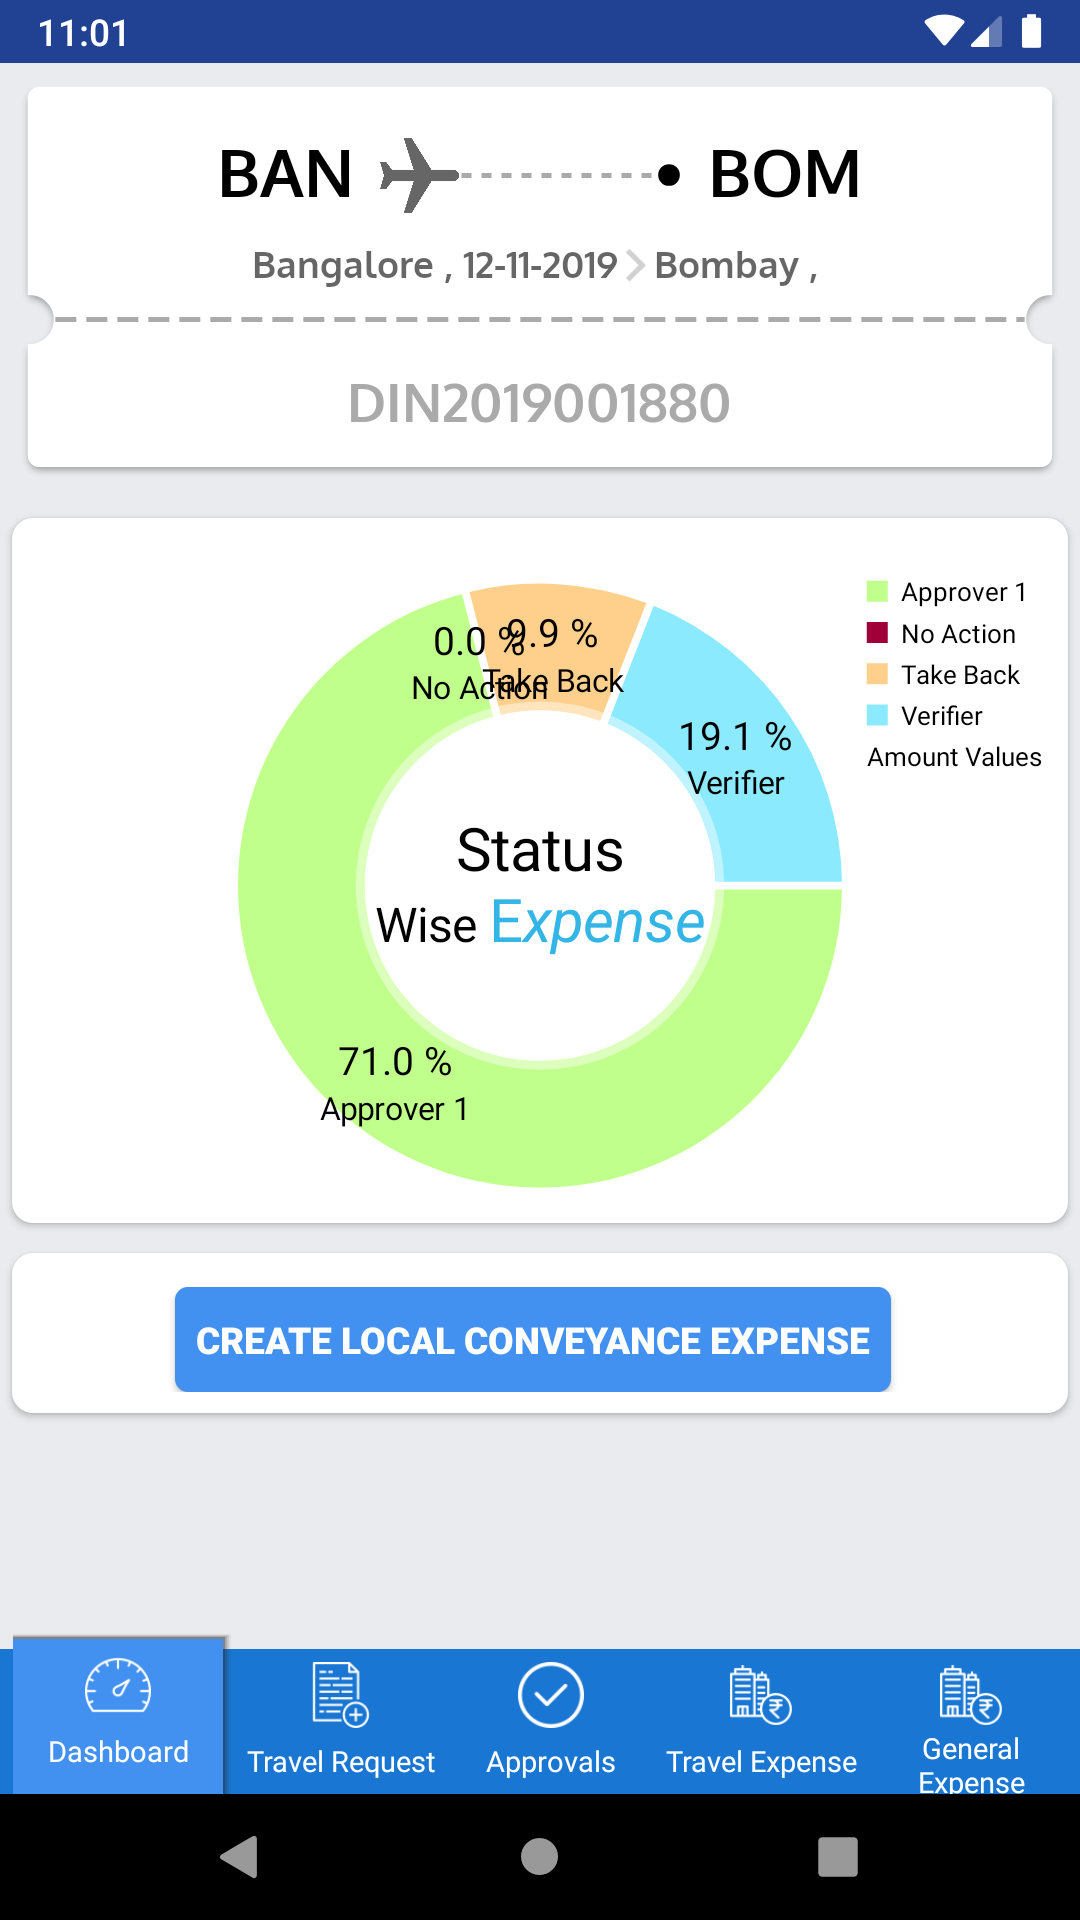 11:01
BAN BOM
Bangalore , 12-11-2019 Bombay ,
DIN2019001880
Approver 1
No Action
Take Back
Verifier
Amount Values
0.0 %
No Action
9.9 %
Take Back
19.1 %
Verifier
Status
Wise Expense
71.0 %
Approver 1
CREATE LOCAL CONVEYANCE EXPENSE
Dashboard
Travel Request
Approvals
Travel Expense
General
Expense